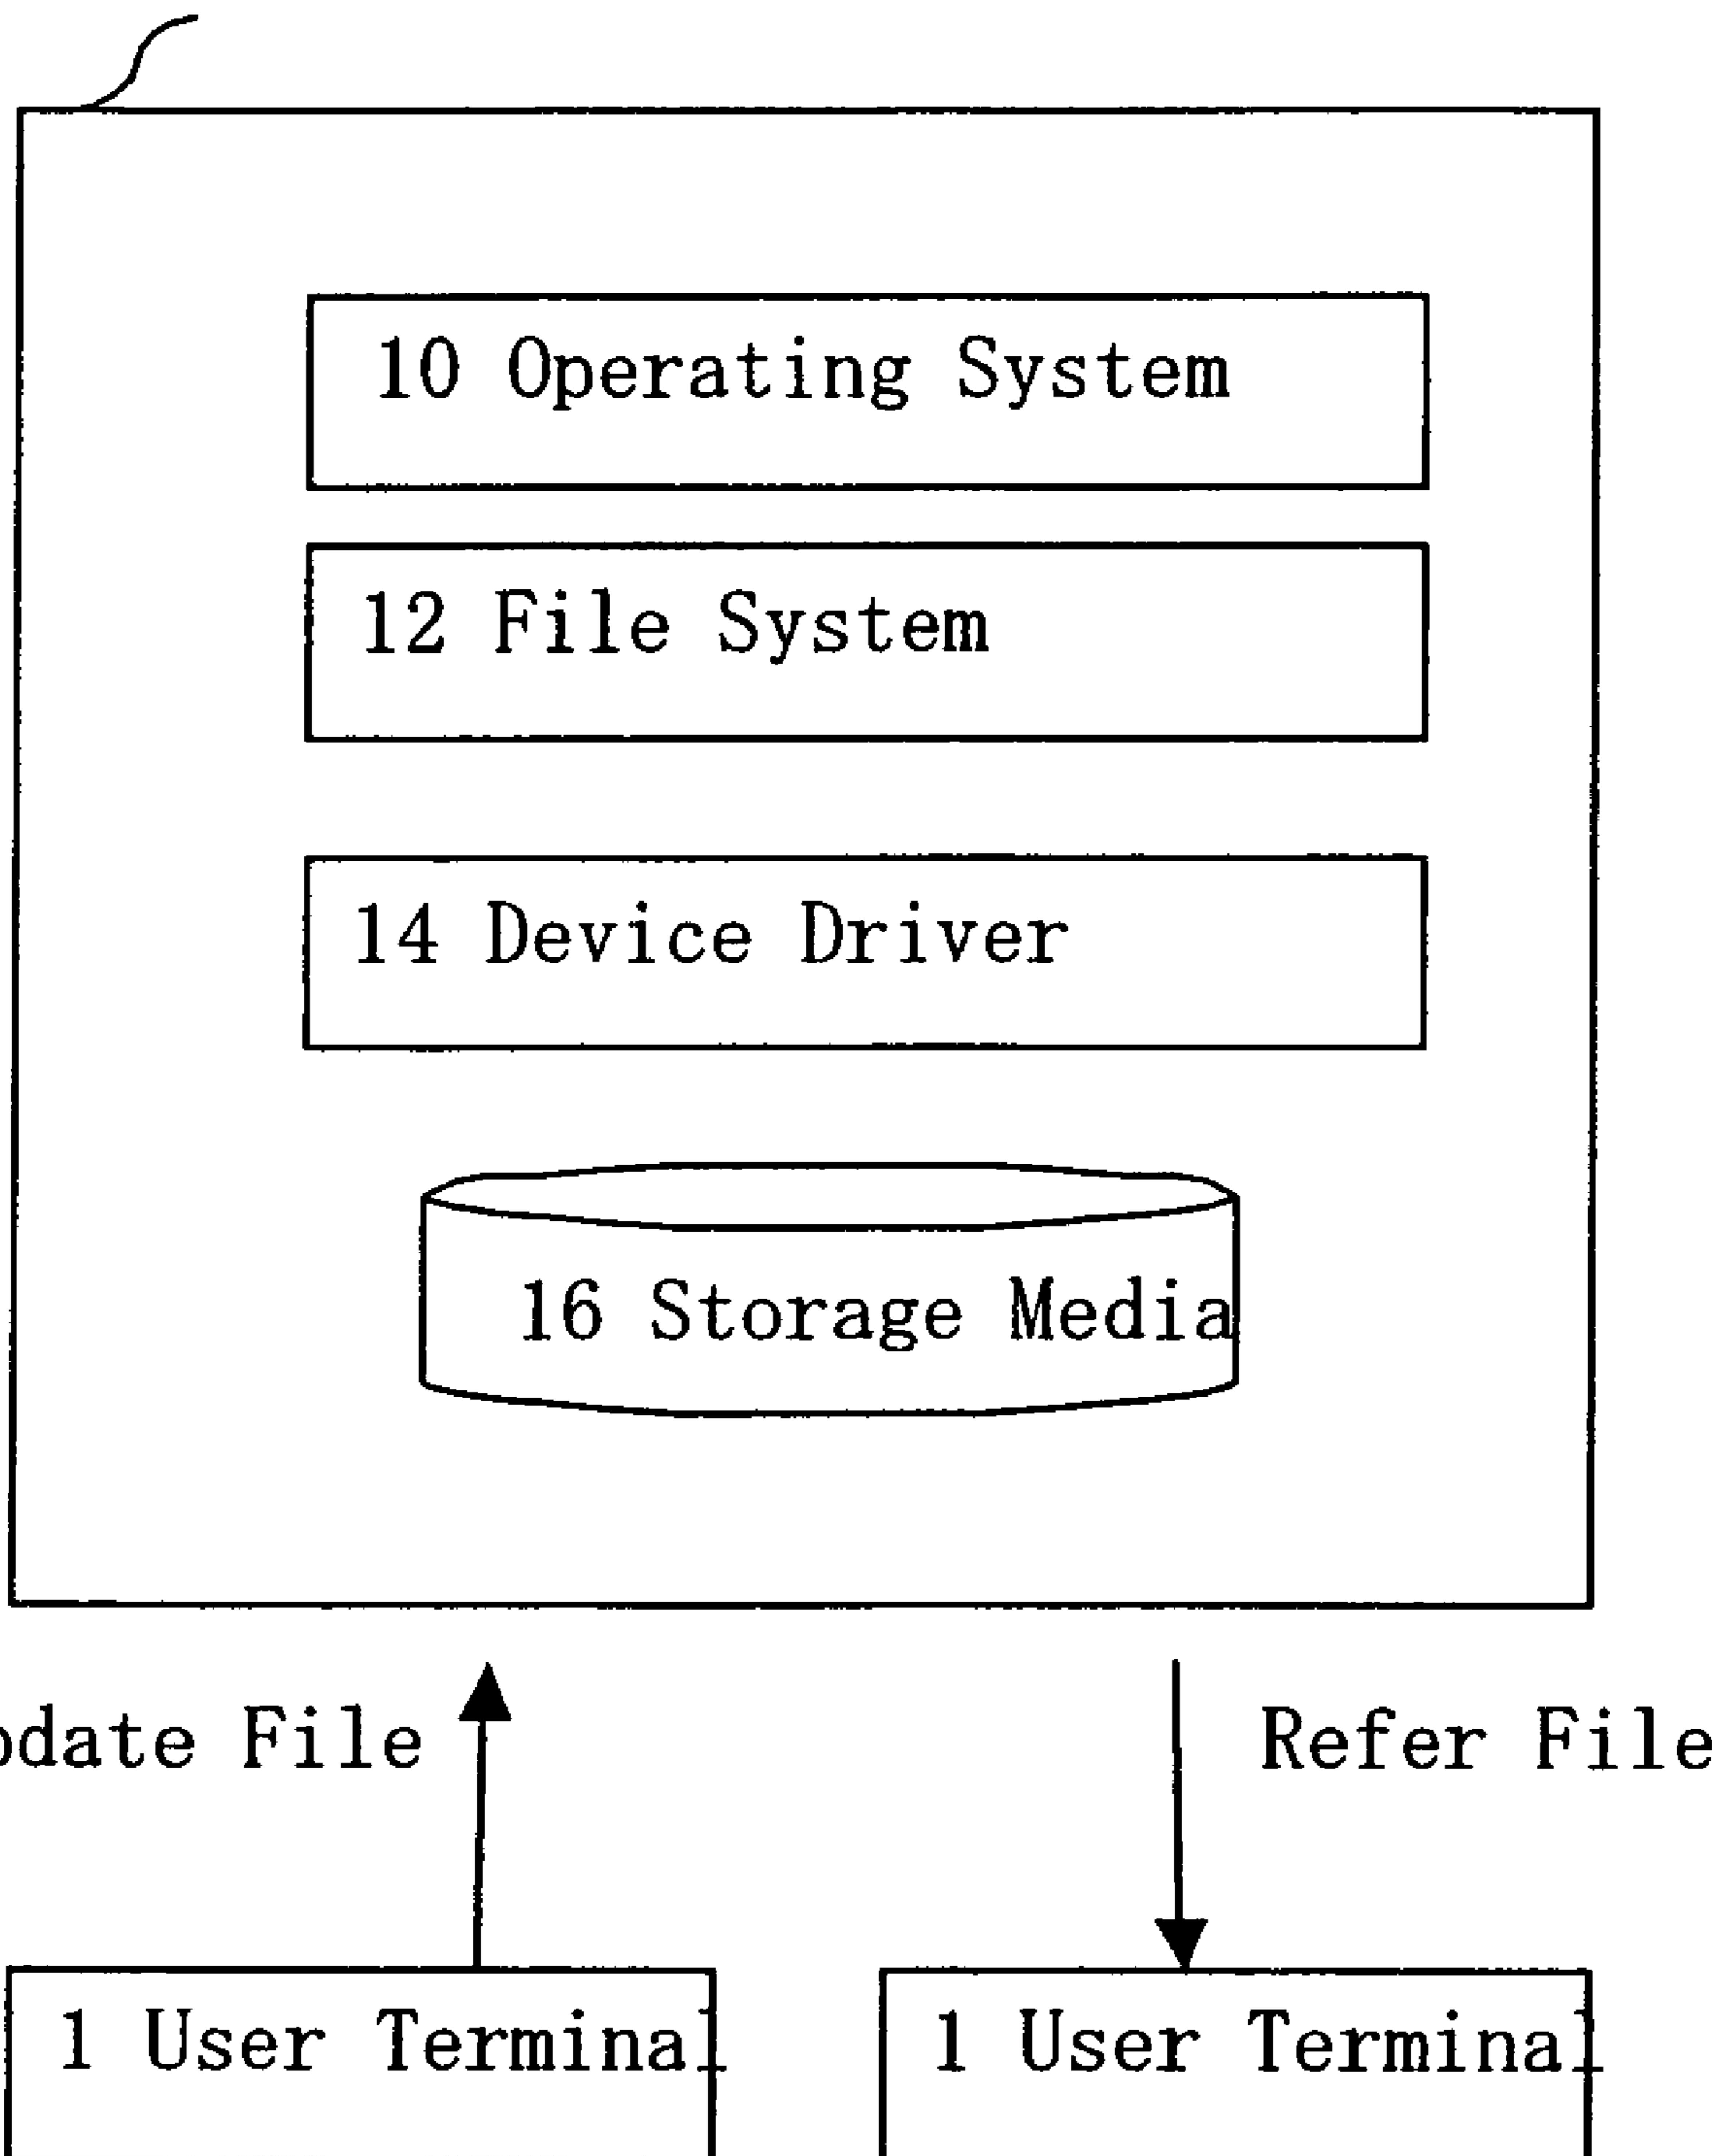 10 Operating System
12 File System
14 Device Driver
16 Storage Media
File
Refer File
1 User Terminal
1 User Terminal